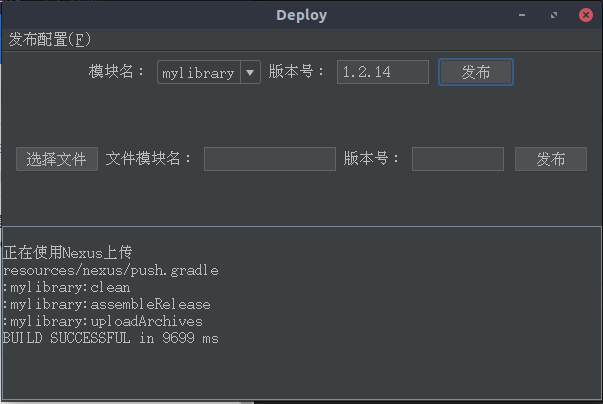 Deploy
发布配置(F)
模块名： mylibrary 版本号： 1.2.14 发布
选择文件 文件模块名： 版本号： 发布
正在使用Nexus上传
resources/nexus/push.gradle
:mylibrary:clean
:mylibrary:assembleRelease
:mylibrary:uploadArchives
BUILD SUCCESSFUL in 9699 ms